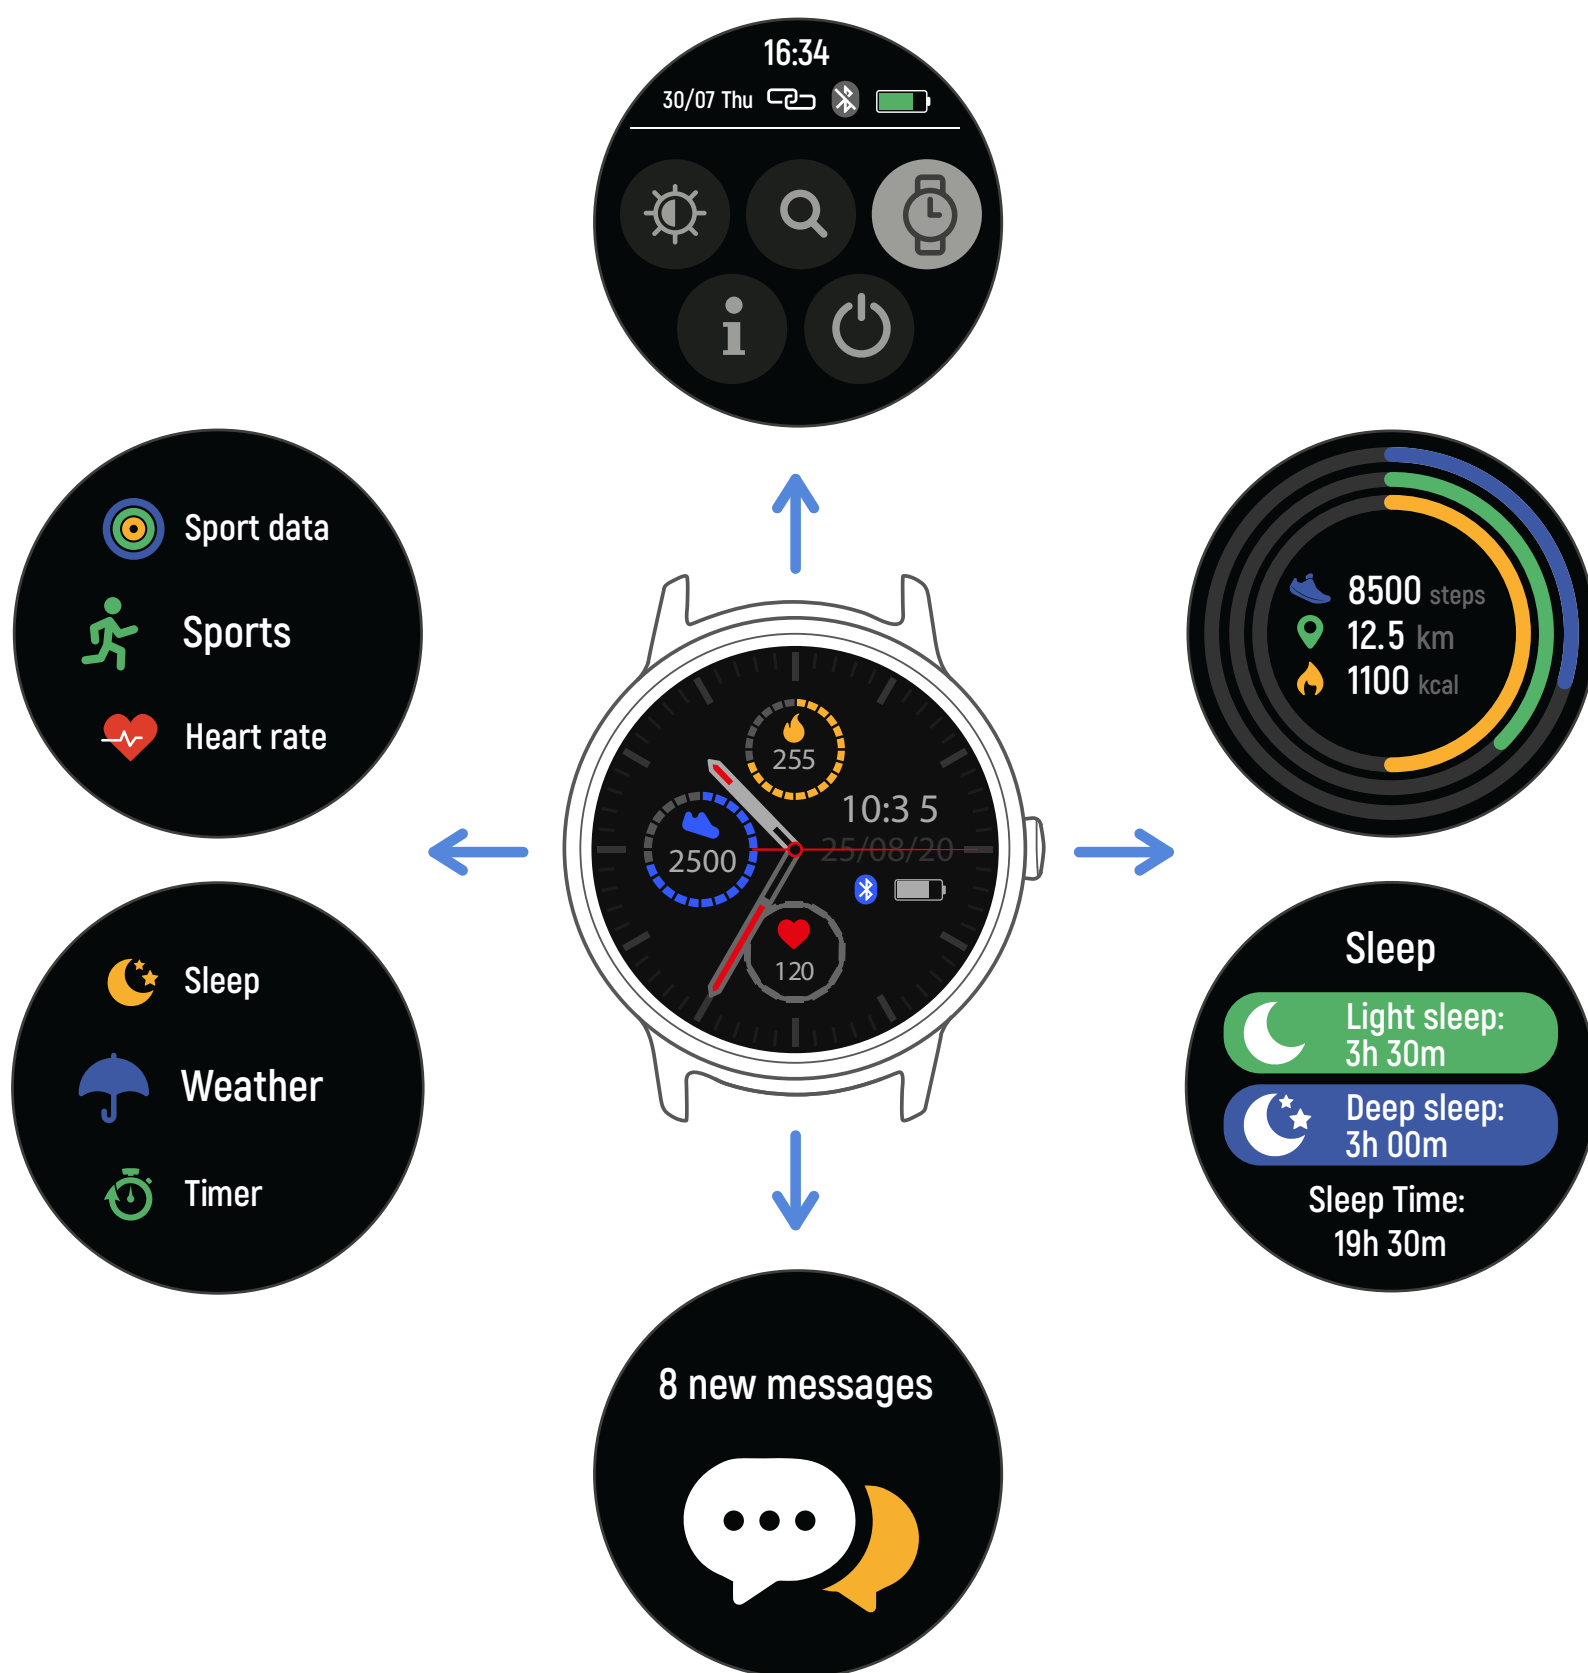 16:34
30/07 Thu
Sport data
Sports
Heart rate
8500 steps
12.5 km
1100 kcal
255
10:3 5
25/08/20
2500
120
Sleep
Weather
Timer
Sleep
Light sleep:
3h 30m
Deep sleep:
3h 00m
Sleep Time:
19h 30m
8 new messages